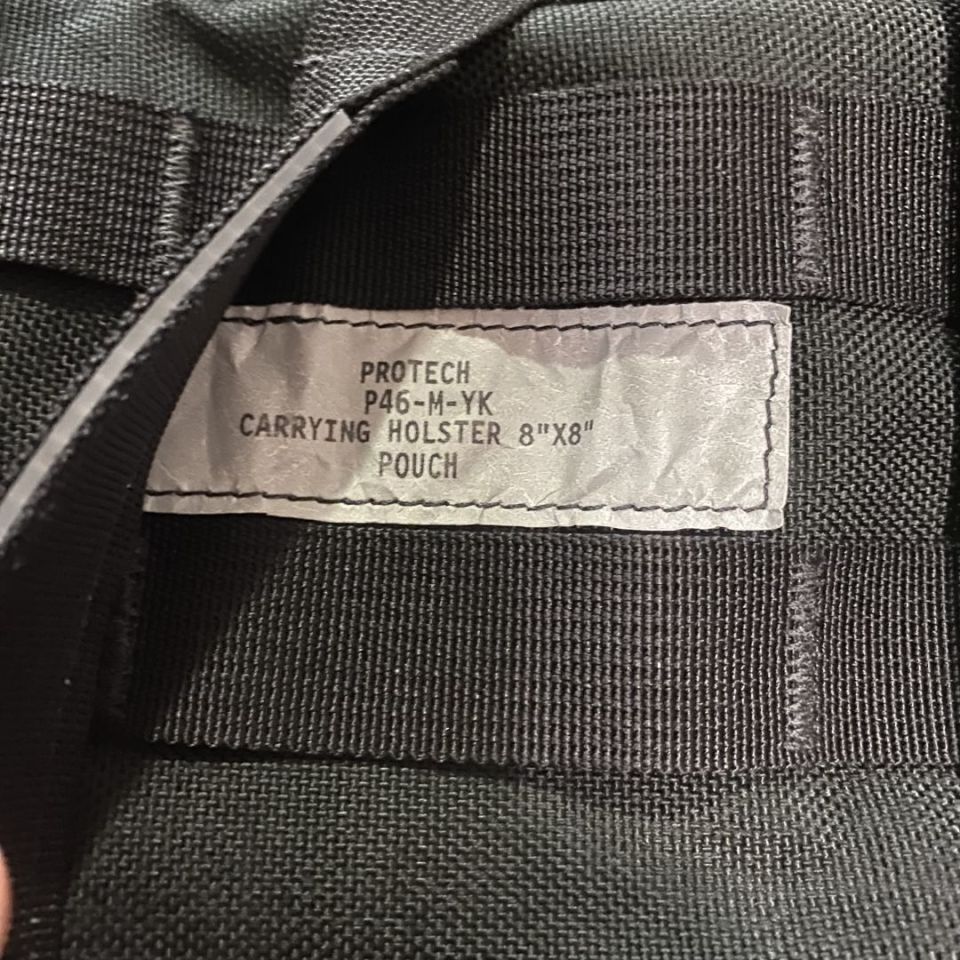 PROTECH
P46-M-YK
CARRYING HOLSTER 8"X8"
POUCH